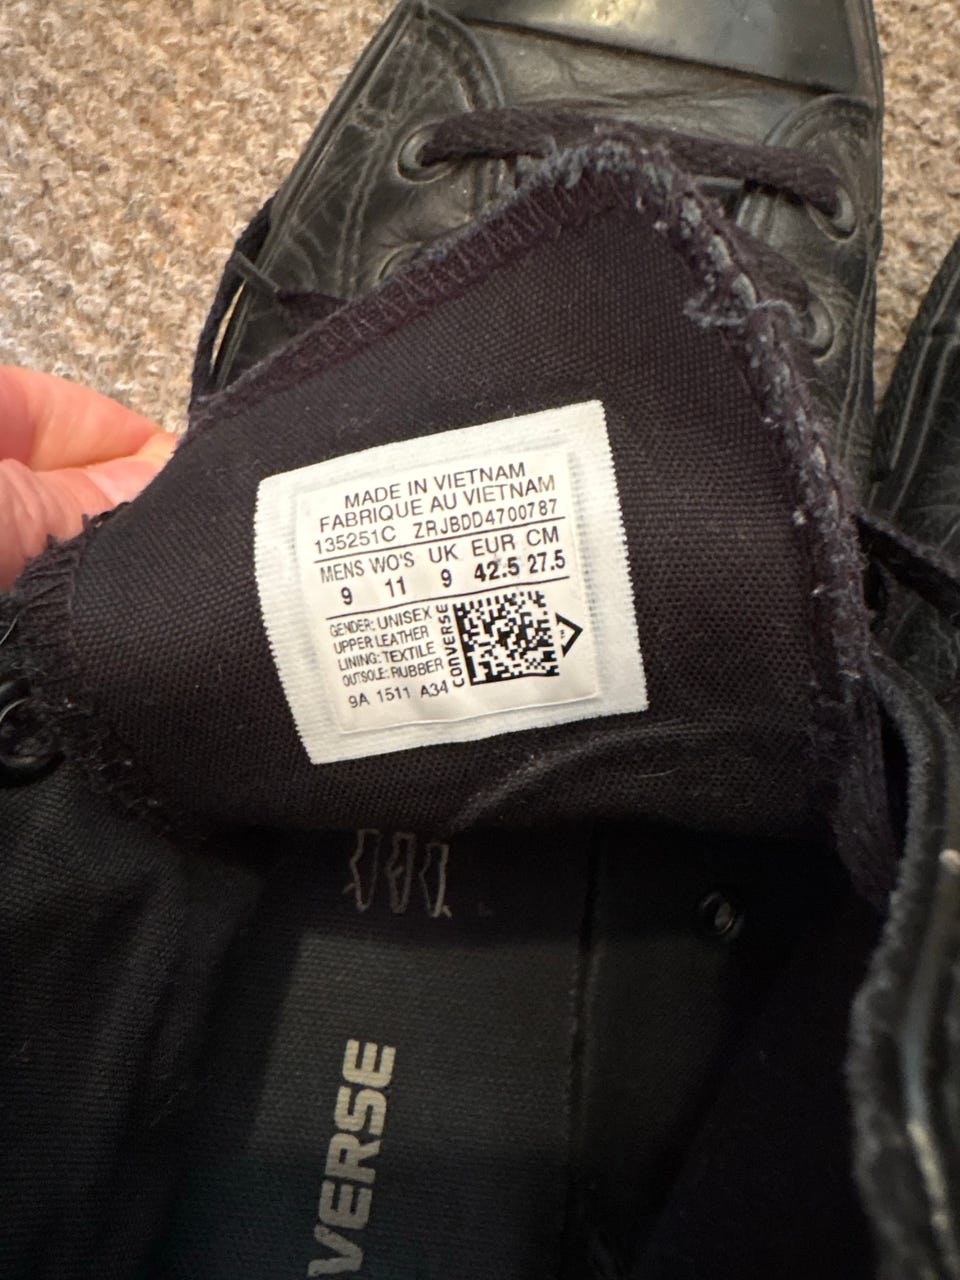 MADE IN VIETNAM
FABRIQUE AU VIETNAM
135251C ZRJBDD4700787
MENS WO'S UK EUR CM
9 11 9 42.5 27.5
GENDER: UNISEX
UPPER LEATHER
LINING: TEXTILE
OUTSOLE: RUBBER
CONVERSE
9A 1511 A34
VERSE